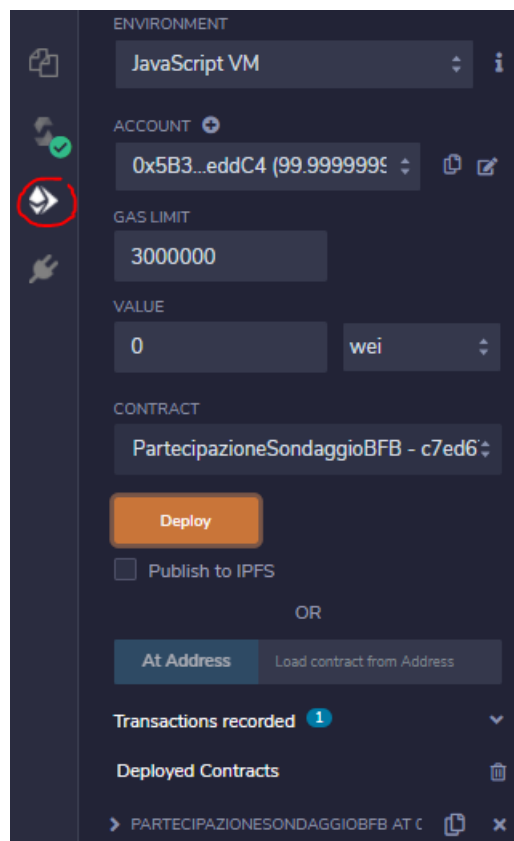 ENVIRONMENT
JavaScript VM
ACCOUNT
0x5B3...eddC4 (99.9999999
GAS LIMIT
3000000
VALUE
0 wei
CONTRACT
PartecipazioneSondaggioBFB - c7ed6
Deploy
Publish to IPFS
OR
At Address Load contract from Address
Transactions recorded 1
Deployed Contracts
PARTECIPAZIONESONDAGGIOBFB AT